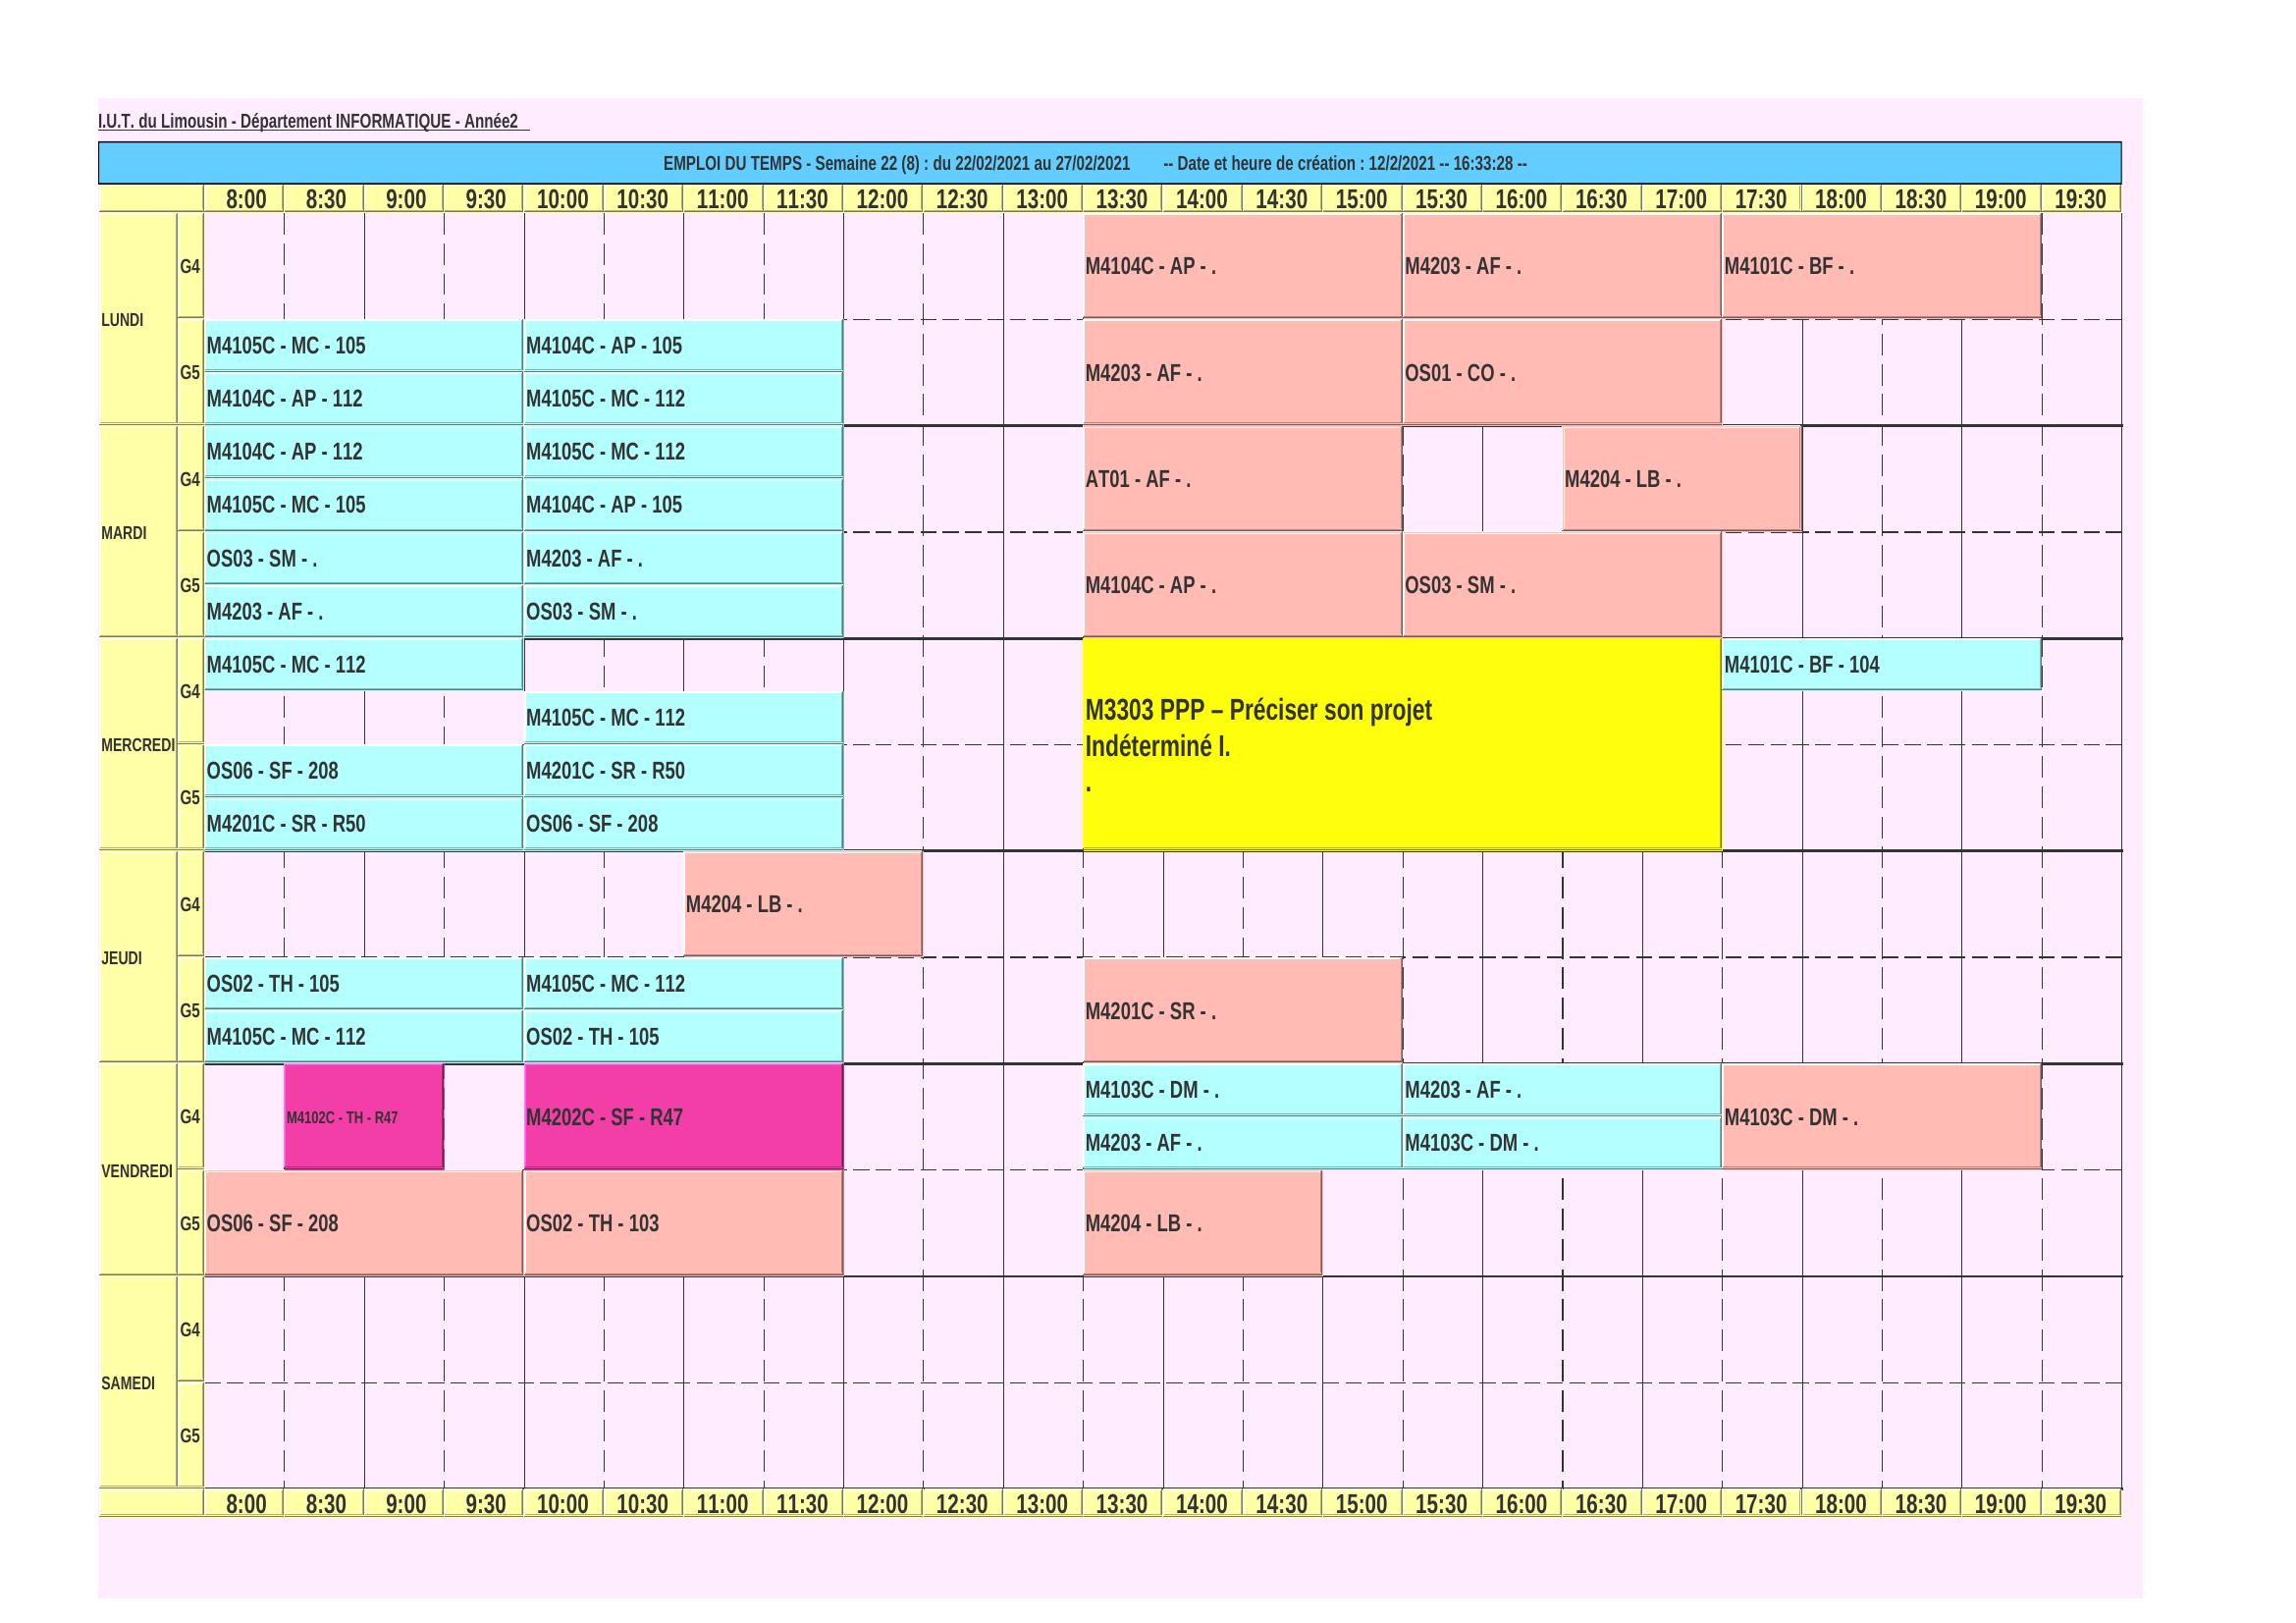 I.U.T. du Limousin - Département INFORMATIQUE - Année2
EMPLOI DU TEMPS - Semaine 22 (8) : du 22/02/2021 au 27/02/2021 -- Date et heure de création : 12/2/2021 -- 16:33:28 --
8:00 8:30 9:00 9:30 10:00 10:30 11:00 11:30 12:00 12:30 13:00 13:30 14:00 14:30 15:00 15:30 16:00 16:30 17:00 17:30 18:00 18:30 19:00 19:30
LUNDI
G4
M4104C - AP - . M4203 - AF - . M4101C - BF - .
G5
M4105C - MC - 105 M4104C - AP - 105
M4104C - AP - 112 M4105C - MC - 112
M4203 - AF - . OS01 - CO - .
MARDI
G4
M4104C - AP - 112 M4105C - MC - 112
M4105C - MC - 105 M4104C - AP - 105
AT01 - AF - . M4204 - LB - .
G5
OS03 - SM - . M4203 - AF - .
M4203 - AF - . OS03 - SM - .
M4104C - AP - . OS03 - SM - .
MERCREDI
G4
M4105C - MC - 112
M4105C - MC - 112
M3303 PPP – Préciser son projet
Indéterminé I.
.
M4101C - BF - 104
G5
OS06 - SF - 208 M4201C - SR - R50
M4201C - SR - R50 OS06 - SF - 208
JEUDI
G4
M4204 - LB - .
G5
OS02 - TH - 105 M4105C - MC - 112
M4105C - MC - 112 OS02 - TH - 105
M4201C - SR - .
VENDREDI
G4
M4102C - TH - R47 M4202C - SF - R47
M4103C - DM - . M4203 - AF - .
M4203 - AF - . M4103C - DM - .
M4103C - DM - .
G5
OS06 - SF - 208 OS02 - TH - 103 M4204 - LB - .
SAMEDI
G4
G5
8:00 8:30 9:00 9:30 10:00 10:30 11:00 11:30 12:00 12:30 13:00 13:30 14:00 14:30 15:00 15:30 16:00 16:30 17:00 17:30 18:00 18:30 19:00 19:30